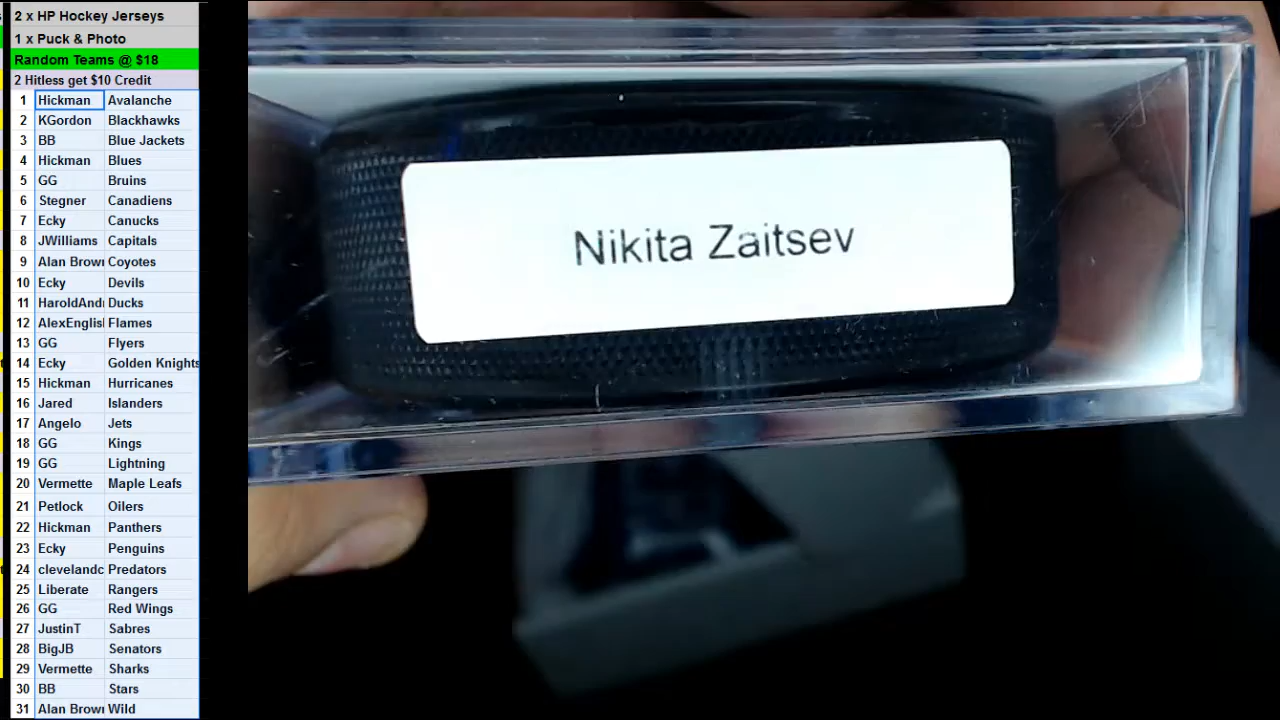 2 x HP Hockey Jerseys
1 x Puck & Photo
Random Teams @ $18
2 Hitless get $10 Credit
1 Hickman Avalanche
2 KGordon Blackhawks
3 BB Blue Jackets
4 Hickman Blues
5 GG Bruins
6 Stegner Canadiens
7 Ecky Canucks
8 JWilliams Capitals
9 Alan Brown Coyotes
10 Ecky Devils
11 HaroldAnd Ducks
12 AlexEnglis Flames
13 GG Flyers
14 Ecky Golden Knights
15 Hickman Hurricanes
16 Jared Islanders
17 Angelo Jets
18 GG Kings
19 GG Lightning
20 Vermette Maple Leafs
21 Petlock Oilers
22 Hickman Panthers
23 Ecky Penguins
24 clevelandc Predators
25 Liberate Rangers
26 GG Red Wings
27 JustinT Sabres
28 BigJB Senators
29 Vermette Sharks
30 BB Stars
31 Alan Brown Wild
Nikita Zaitsev